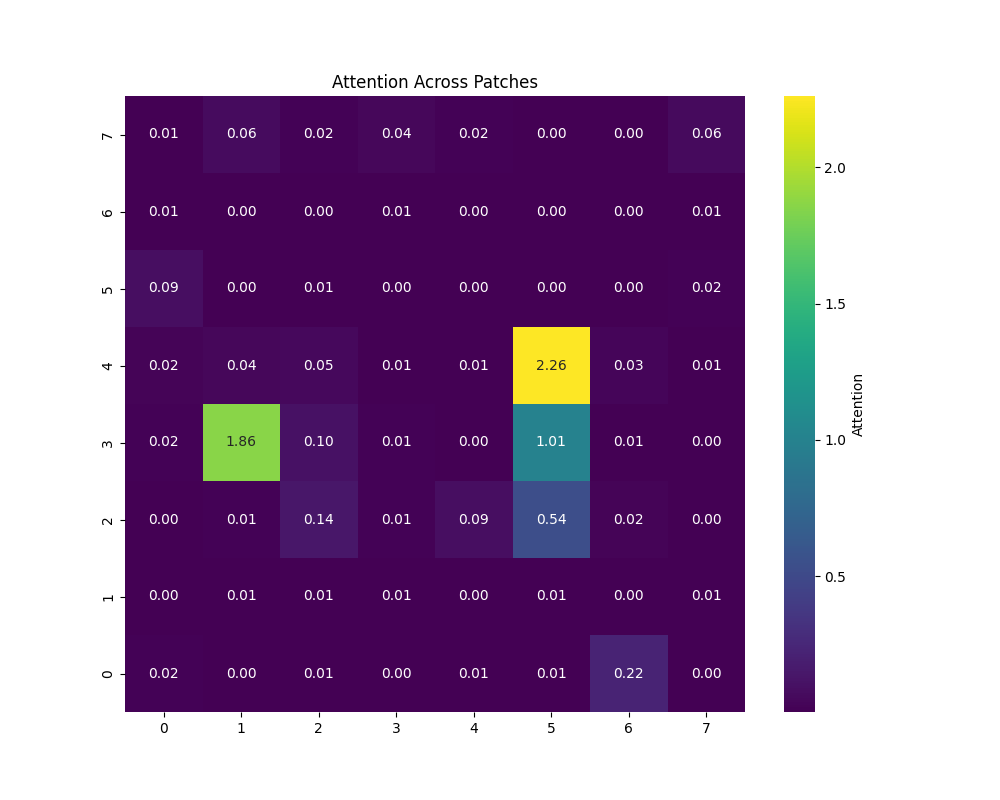 Attention Across Patches
7 0.01 0.06 0.02 0.04 0.02 0.00 0.00 0.06
6 0.01 0.00 0.00 0.01 0.00 0.00 0.00 0.01
5 0.09 0.00 0.01 0.00 0.00 0.00 0.00 0.02
4 0.02 0.04 0.05 0.01 0.01 2.26 0.03 0.01
3 0.02 1.86 0.10 0.01 0.00 1.01 0.01 0.00
2 0.00 0.01 0.14 0.01 0.09 0.54 0.02 0.00
1 0.00 0.01 0.01 0.01 0.00 0.01 0.00 0.01
0 0.02 0.00 0.01 0.00 0.01 0.01 0.22 0.00
0 1 2 3 4 5 6 7
2.0
1.5
1.0
0.5
Attention